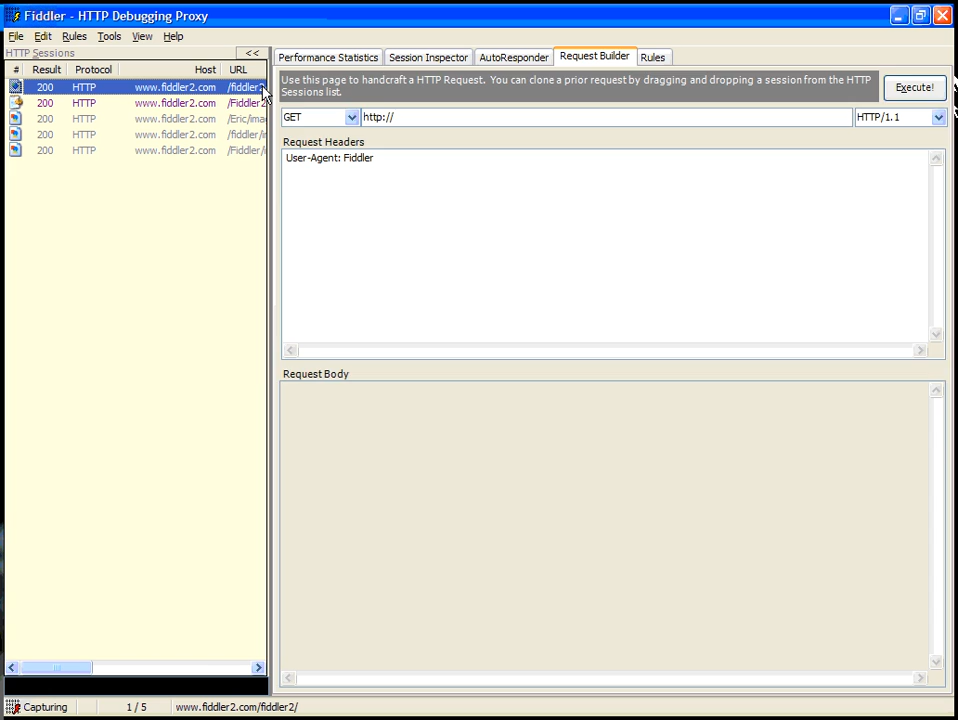 Fiddler - HTTP Debugging Proxy
File Edit Rules Tools View Help
HTTP Sessions <<
Performance Statistics Session Inspector AutoResponder Request Builder Rules
# Result Protocol Host URL
Use this page to handcraft a HTTP Request. You can clone a prior request by dragging and dropping a session from the HTTP
Sessions list.
Execute!
200 HTTP www.fiddler2.com /fiddler2
200 HTTP www.fiddler2.com /Fiddler2
200 HTTP www.fiddler2.com /Eric/ima
200 HTTP www.fiddler2.com /fiddler/i
200 HTTP www.fiddler2.com /Fiddler/i
GET http:// HTTP/1.1
Request Headers
User-Agent: Fiddler
Request Body
Capturing 1 / 5 www.fiddler2.com/fiddler2/